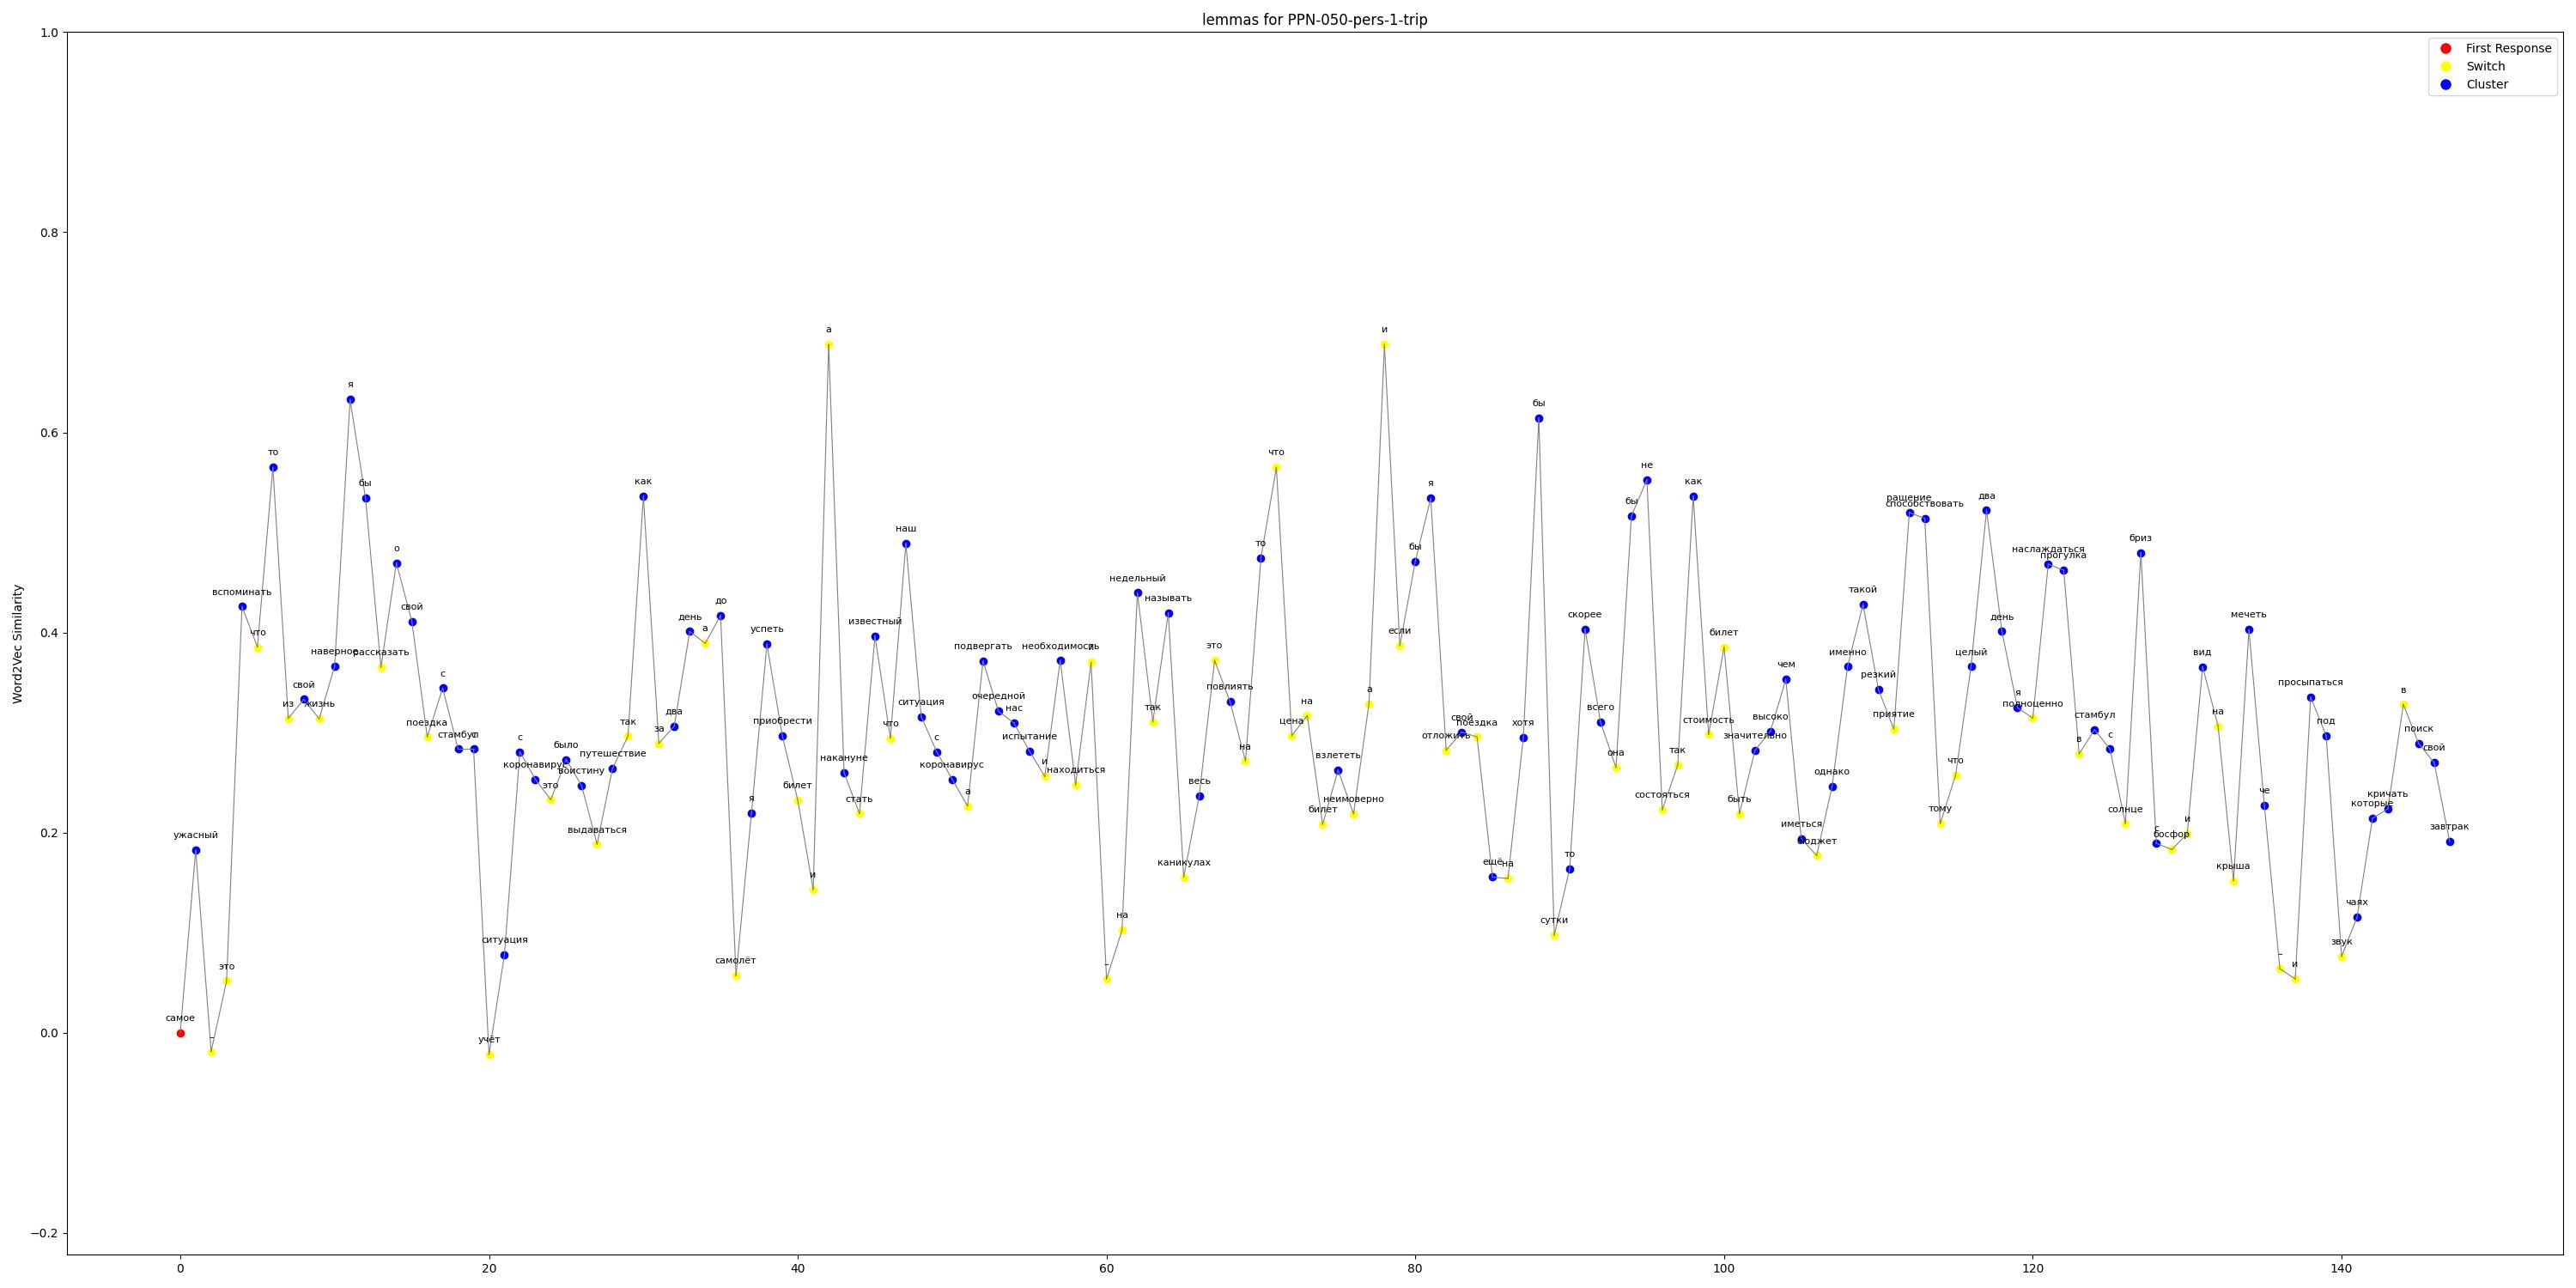 lemmas for PPN-050-pers-1-trip
First Response
Switch
Cluster
Word2Vec Similarity
1.0
0.8
0.6
0.4
0.2
0.0
−0.2
0
20
40
60
80
100
120
140
самое
ужасный
–
это
вспоминать
что
то
из
свой
жизнь
наверное
я
бы
рассказать
о
свой
поездка
с
стамбул
учёт
ситуация
с
коронавирус
это
было
воистину
выдаваться
путешествие
так
как
за
два
день
а
до
самолёт
я
успеть
приобрести
билет
и
а
накануне
стать
известный
что
наш
ситуация
с
коронавирус
а
подвергать
очередной
нас
испытание
и
необходимость
находиться
–
на
недельный
так
называть
каникулах
весь
это
повлиять
на
то
что
цена
на
билет
взлететь
неимоверно
а
и
если
бы
я
отложить
свой
поездка
ещё
на
хотя
бы
сутки
то
скорее
всего
она
бы
не
состояться
так
как
стоимость
билет
быть
значительно
высоко
чем
иметься
бюджет
однако
именно
такой
резкий
приятие
ращение
способствовать
тому
что
целый
два
день
я
полноценно
наслаждаться
прогулка
в
стамбул
с
солнце
бриз
с
босфор
и
вид
на
крыша
мечеть
че
–
и
просыпаться
под
звук
чаях
которые
кричать
в
поиск
свой
завтрак